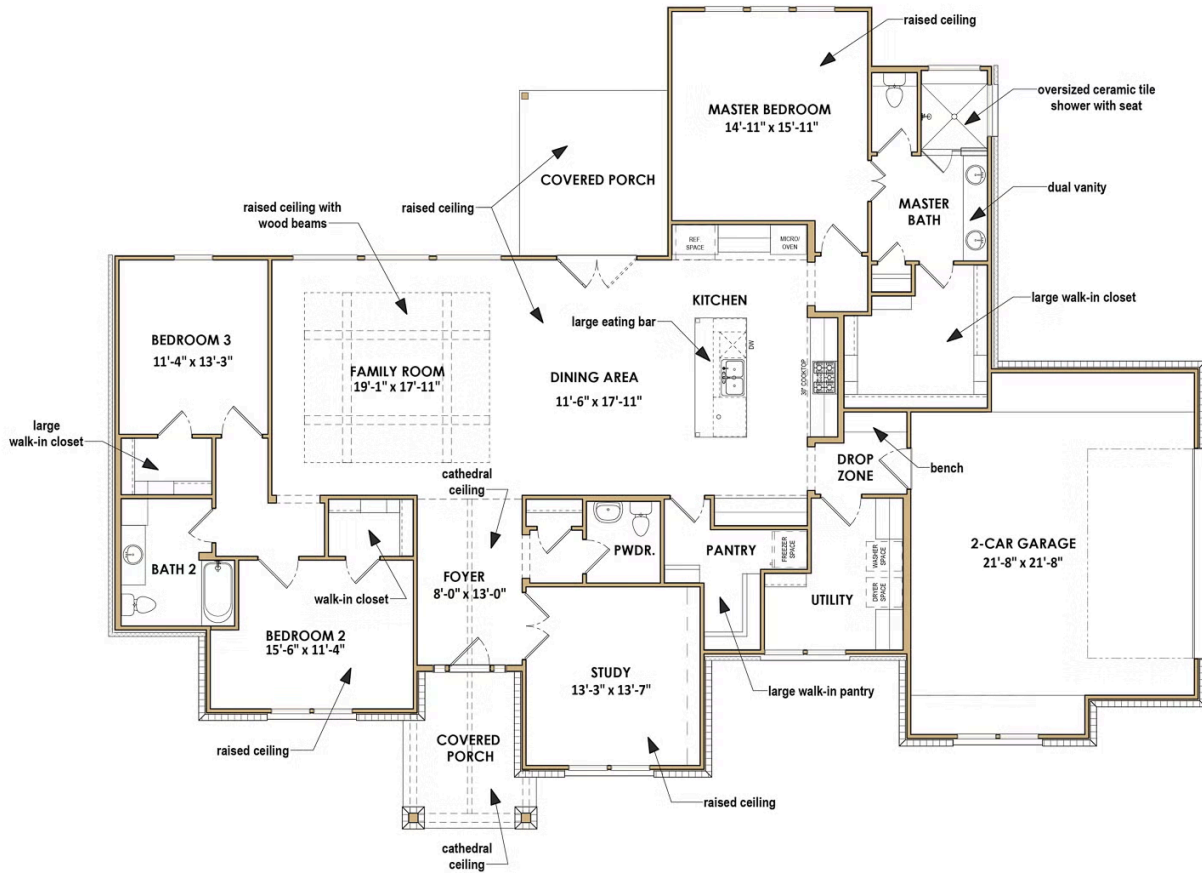 raised ceiling
MASTER BEDROOM
14'-11" x 15'-11"
oversized ceramic tile
shower with seat
COVERED PORCH
raised ceiling with
wood beams
raised ceiling
MASTER
BATH
dual vanity
REF.
SPACE
MICRO/
OVEN
KITCHEN
large walk-in closet
large eating bar
DW
30" COOKTOP
BEDROOM 3
11'-4" x 13'-3"
FAMILY ROOM
19'-1" x 17'-11"
DINING AREA
11'-6" x 17'-11"
large
walk-in closet
cathedral
ceiling
DROP
ZONE
bench
PWDR.
PANTRY
FREEZER
SPACE
WASHER
SPACE
DRYER
SPACE
2-CAR GARAGE
21'-8" x 21'-8"
BATH 2
walk-in closet
FOYER
8'-0" x 13'-0"
UTILITY
BEDROOM 2
15'-6" x 11'-4"
STUDY
13'-3" x 13'-7"
large walk-in pantry
raised ceiling
COVERED
PORCH
raised ceiling
cathedral
ceiling